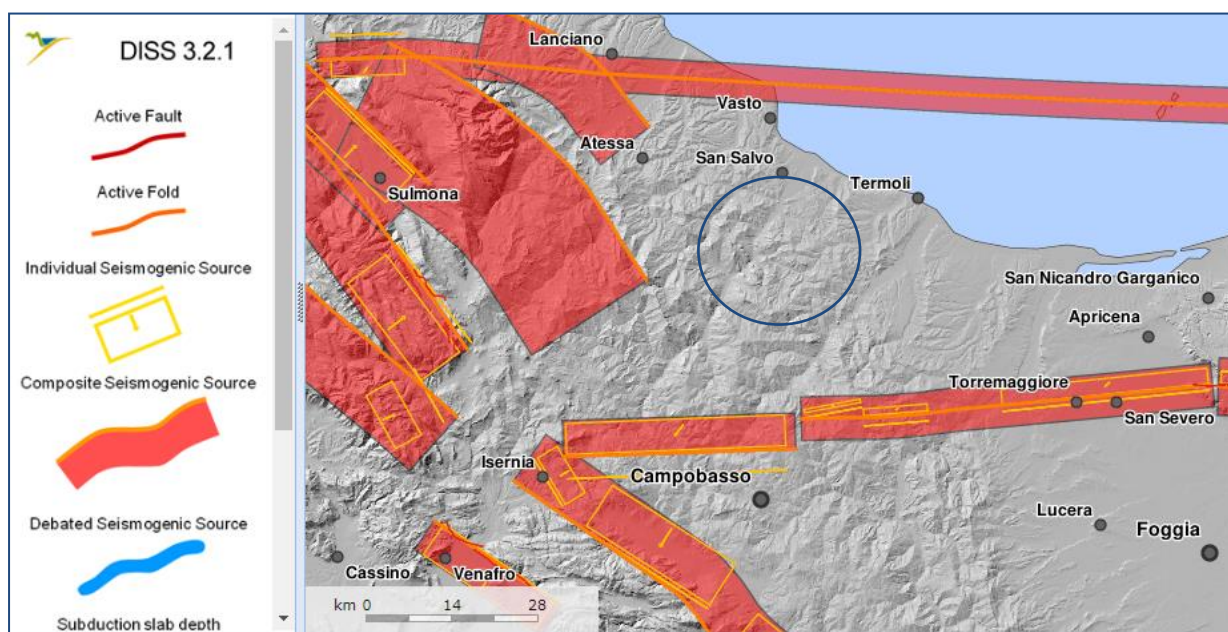 DISS 3.2.1
Active Fault
Active Fold
Individual Seismogenic Source
Composite Seismogenic Source
Debated Seismogenic Source
Subduction slab depth
Lanciano
Vasto
Atessa
San Salvo
Termoli
Sulmona
San Nicandro Garganico
Apricena
Torremaggiore
San Severo
Isernia
Campobasso
Lucera
Foggia
Cassino
Venafro
km 0 14 28